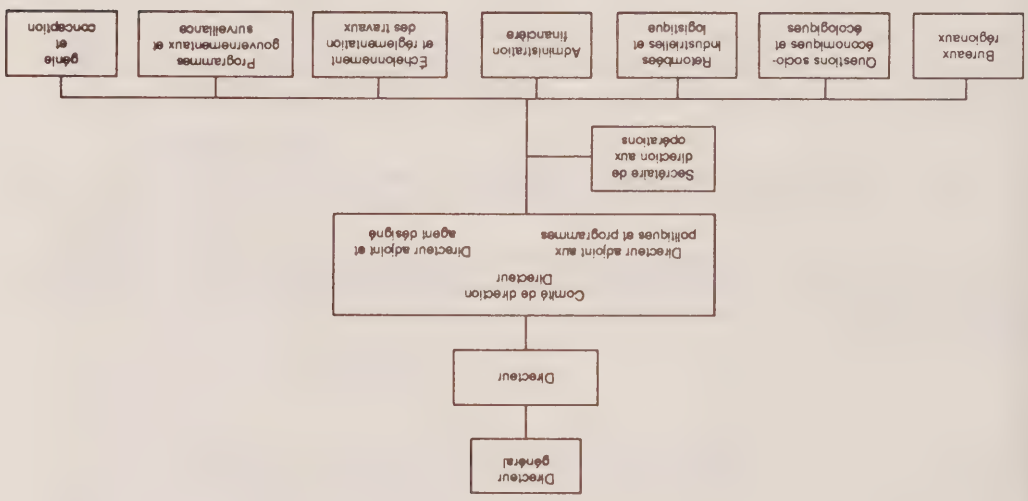 Directeur
général
Directeur
Comité de direction
Directeur
Directeur adjoint aux
politiques et programmes
Directeur adjoint et
agent désigné
Secrétaire de
direction aux
opérations
Bureaux
régionaux
Questions socio-
économiques et
écologiques
Retombées
Industrielles et
logistique
Administration
financière
Échelonnement
et réglementation
des travaux
Programmes
gouvernementaux et
surveillance
génie
et
conception